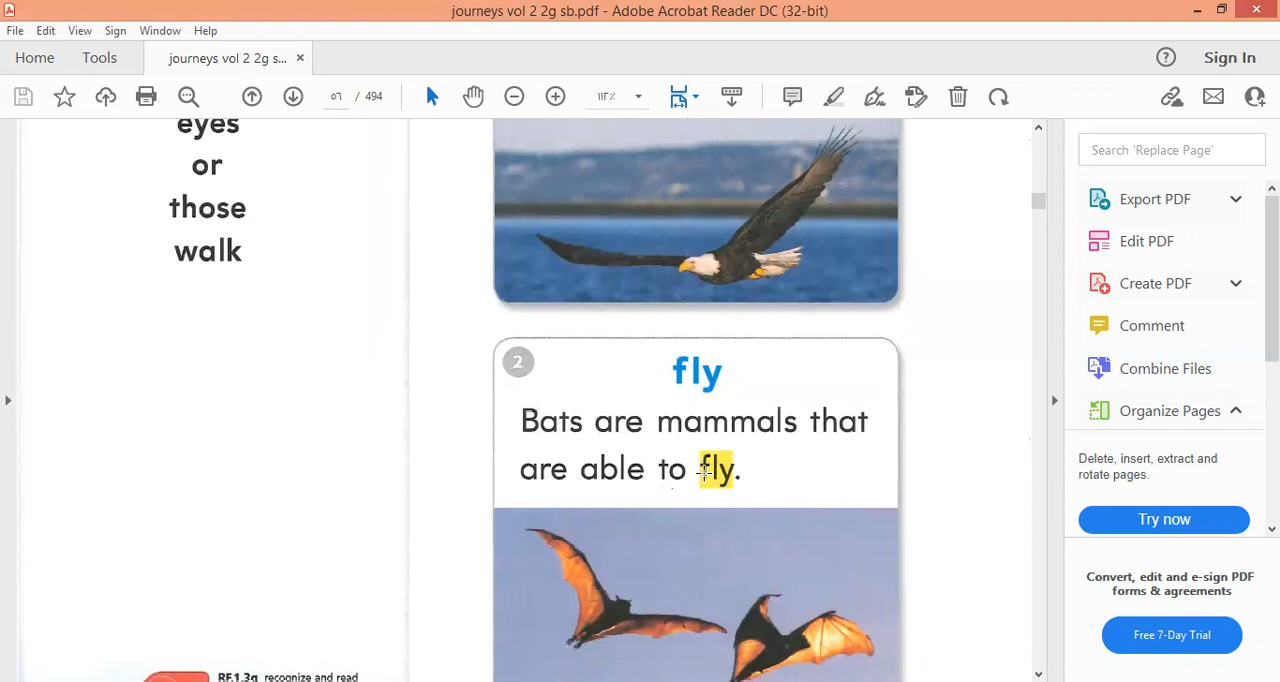 journeys vol 2 2g sb.pdf - Adobe Acrobat Reader DC (32-bit)
File Edit View Sign Window Help
Home Tools journeys vol 2 2g s... ×
Sign In
٥٦ / 494
١١٢٪
eyes
or
those
walk
2
fly
Bats are mammals that
are able to fly.
RF.1.3g recognize and read
Search 'Replace Page'
Export PDF
Edit PDF
Create PDF
Comment
Combine Files
Organize Pages
Delete, insert, extract and
rotate pages.
Try now
Convert, edit and e-sign PDF
forms & agreements
Free 7-Day Trial